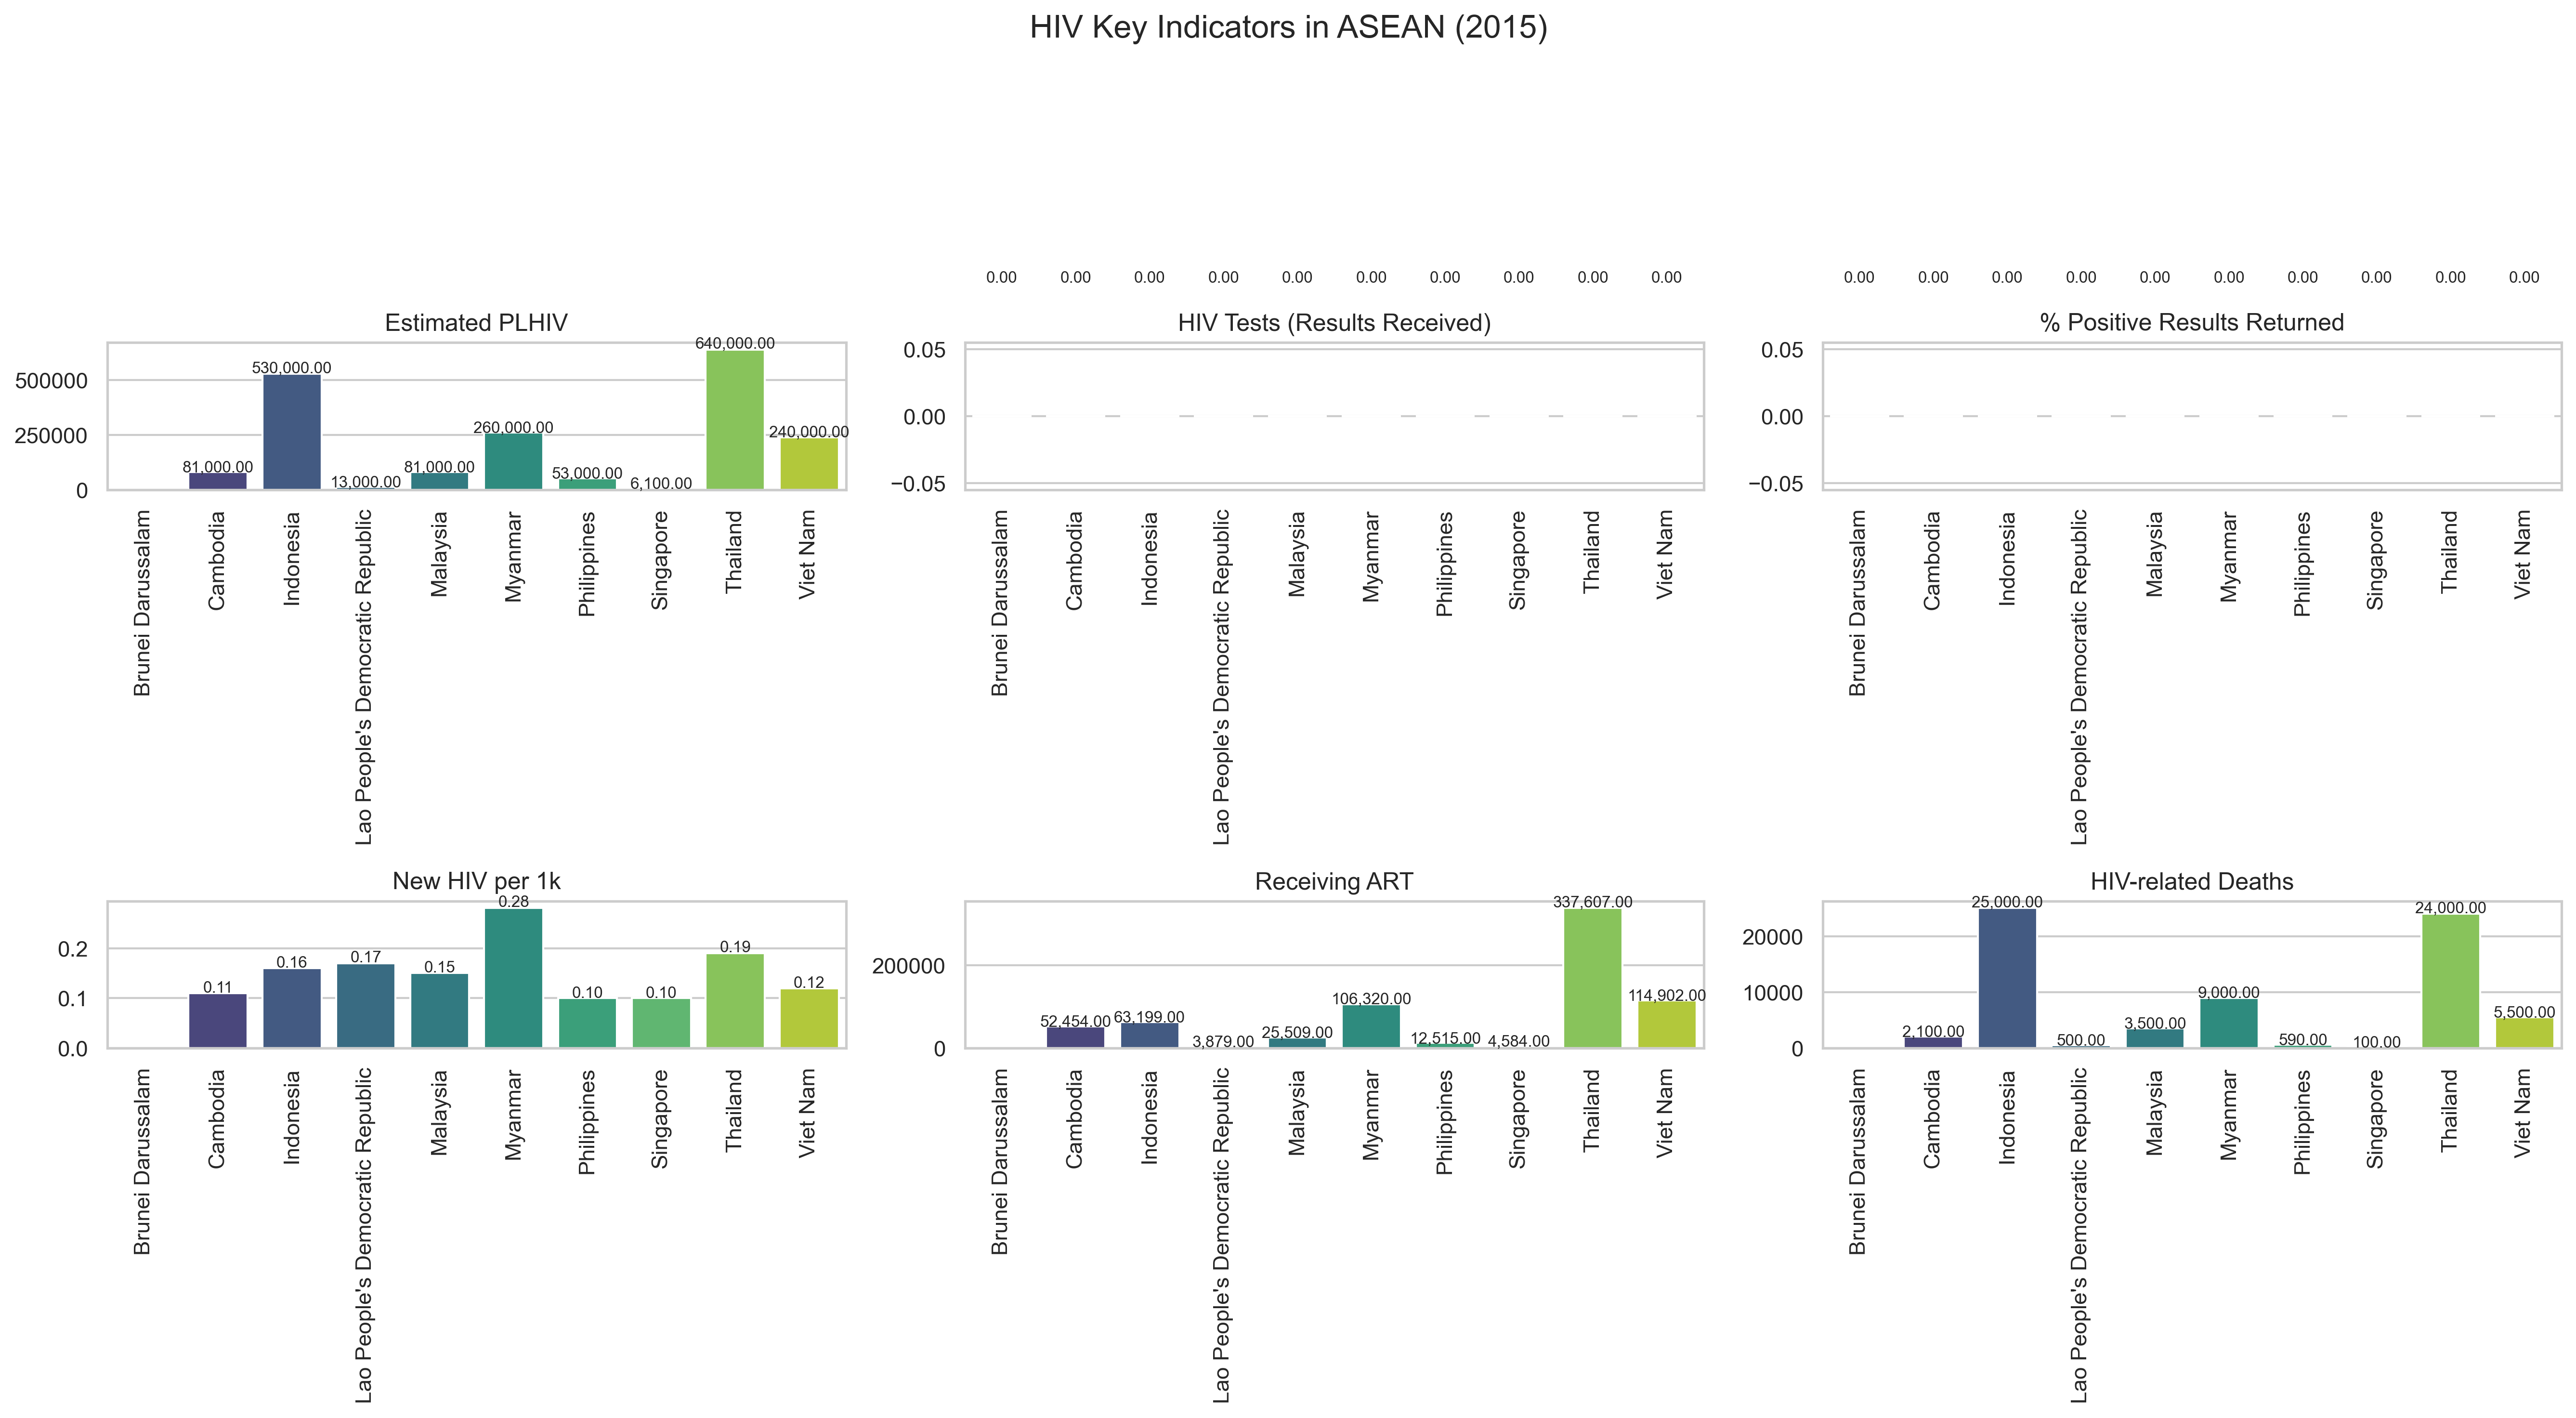 HIV Key Indicators in ASEAN (2015)
Estimated PLHIV
500000
250000
0
81,000.00
530,000.00
13,000.00
81,000.00
260,000.00
53,000.00
6,100.00
640,000.00
240,000.00
Brunei Darussalam
Cambodia
Indonesia
Lao People's Democratic Republic
Malaysia
Myanmar
Philippines
Singapore
Thailand
Viet Nam
0.00 0.00 0.00 0.00 0.00 0.00 0.00 0.00 0.00 0.00
HIV Tests (Results Received)
0.05
0.00
−0.05
Brunei Darussalam
Cambodia
Indonesia
Lao People's Democratic Republic
Malaysia
Myanmar
Philippines
Singapore
Thailand
Viet Nam
0.00 0.00 0.00 0.00 0.00 0.00 0.00 0.00 0.00 0.00
% Positive Results Returned
0.05
0.00
−0.05
Brunei Darussalam
Cambodia
Indonesia
Lao People's Democratic Republic
Malaysia
Myanmar
Philippines
Singapore
Thailand
Viet Nam
New HIV per 1k
0.2
0.1
0.0
0.11
0.16
0.17
0.15
0.28
0.10
0.10
0.19
0.12
Brunei Darussalam
Cambodia
Indonesia
Lao People's Democratic Republic
Malaysia
Myanmar
Philippines
Singapore
Thailand
Viet Nam
Receiving ART
200000
0
52,454.00
63,199.00
3,879.00
25,509.00
106,320.00
12,515.00
4,584.00
337,607.00
114,902.00
Brunei Darussalam
Cambodia
Indonesia
Lao People's Democratic Republic
Malaysia
Myanmar
Philippines
Singapore
Thailand
Viet Nam
HIV-related Deaths
20000
10000
0
2,100.00
25,000.00
500.00
3,500.00
9,000.00
590.00
100.00
24,000.00
5,500.00
Brunei Darussalam
Cambodia
Indonesia
Lao People's Democratic Republic
Malaysia
Myanmar
Philippines
Singapore
Thailand
Viet Nam